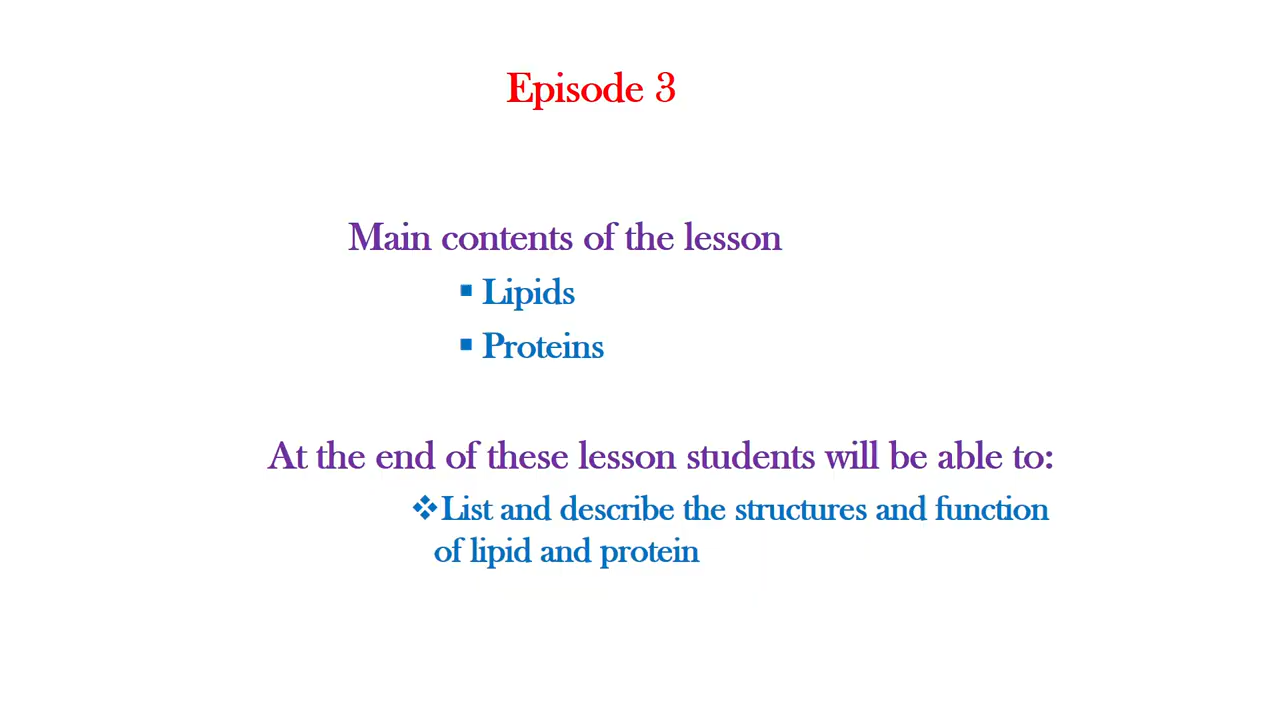 Episode 3
Main contents of the lesson
▪ Lipids
▪ Proteins
At the end of these lesson students will be able to:
❖List and describe the structures and function
of lipid and protein